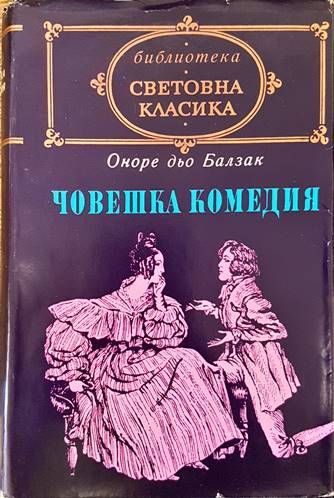 библиотека
СВЕТОВНА
КЛАСИКА
Оноре дьо Балзак
ЧОВЕШКА КОМЕДИЯ